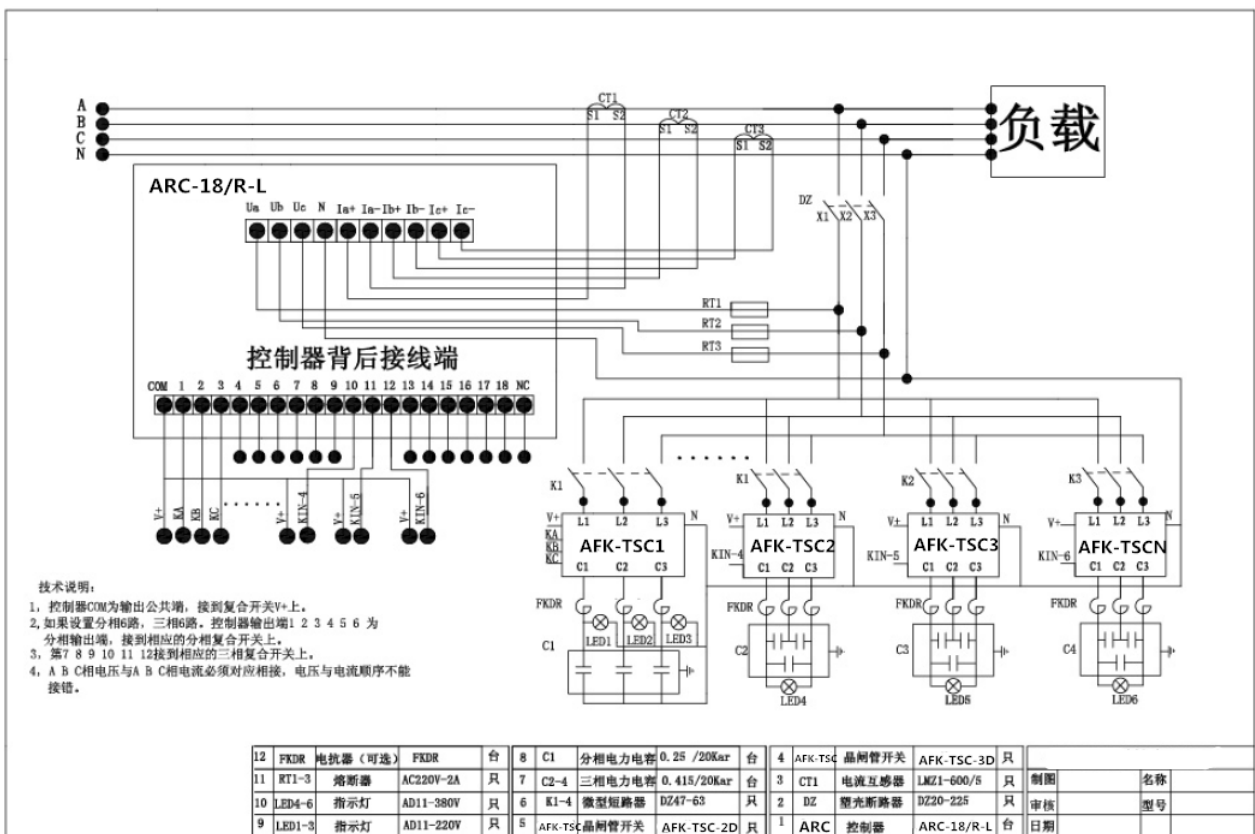 CT1
A
S1 S2
CT2
B
S1 S2
CT3
C
S1 S2
N
负载
ARC-18/R-L
DZ
X1 X2 X3
Ua Ub Uc N Ia+ Ia- Ib+ Ib- Ic+ Ic-
RT1
RT2
RT3
控制器背后接线端
COM 1 2 3 4 5 6 7 8 9 10 11 12 13 14 15 16 17 18 NC
K1 K1 K2 K3
V+ KA KB KC V+ KIN-4 V+ KIN-5 V+ KIN-6
V+ L1 L2 L3 N V+ L1 L2 L3 N V+ L1 L2 L3 N V+ L1 L2 L3 N
KA
KB
KC
AFK-TSC1 AFK-TSC2 AFK-TSC3 AFK-TSCN
KIN-4 KIN-5 KIN-6
C1 C2 C3 C1 C2 C3 C1 C2 C3 C1 C2 C3
FKDR FKDR FKDR FKDR
LED1 LED2 LED3
C1 C2 C3 C4
LED4 LED5 LED6
技术说明:
1, 控制器COM为输出公共端, 接到复合开关V+上。
2, 如果设置分相6路, 三相6路。控制器输出端1 2 3 4 5 6 为
分相输出端, 接到相应的分相复合开关上。
3, 第7 8 9 10 11 12接到相应的三相复合开关上。
4, A B C相电压与A B C相电流必须对应相接, 电压与电流顺序不能
接错。
12 FKDR 电抗器（可选） FKDR 台 8 C1 分相电力电容 0.25 /20Kar 台 4 AFK-TSC 晶闸管开关 AFK-TSC-3D 只
11 RT1-3 熔断器 AC220V-2A 只 7 C2-4 三相电力电容 0.415/20Kar 台 3 CT1 电流互感器 LMZ1-600/5 只 制图 名称
10 LED4-6 指示灯 AD11-380V 只 6 K1-4 微型短路器 DZ47-63 只 2 DZ 塑壳断路器 DZ20-225 只 审核 型号
9 LED1-3 指示灯 AD11-220V 只 5 AFK-TSC 晶闸管开关 AFK-TSC-2D 只 1 ARC 控制器 ARC-18/R-L 台 日期